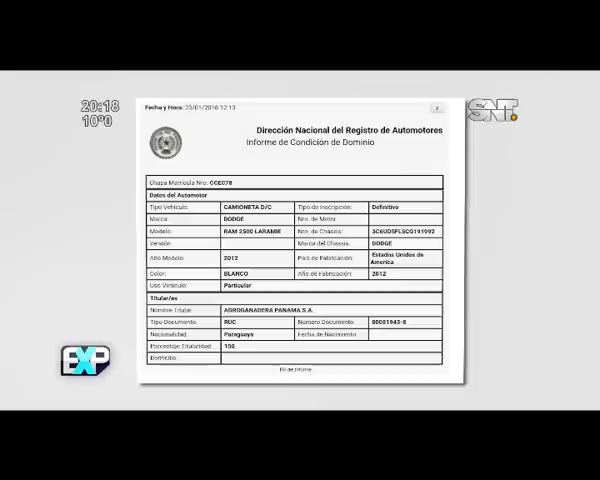 20:18
10º0
SNT.
Fecha y Hora: 23/01/2018 12:13
Dirección Nacional del Registro de Automotores
Informe de Condición de Dominio
Chapa Matrícula Nro: CCE078
Datos del Automotor
Tipo Vehículo: CAMIONETA D/C Tipo de Inscripción: Definitivo
Marca DODGE Nro. de Motor
Modelo: RAM 2500 LARAMIE Nro. de Chassis: 3C6UD5FL5CG191992
Versión Marca del Chassis: DODGE
Año Modelo 2012 País de Fabricación: Estados Unidos de
America
Color: BLANCO Año de Fabricación: 2012
Uso Vehículo: Particular
Titular/es
Nombre Titular: AGROGANADERA PANAMA S.A.
Tipo Documento: RUC Número Documento: 80001943-8
Nacionalidad: Paraguaya Fecha de Nacimiento
Porcentaje Titularidad: 100
Domicilio:
Fin de Informe
EXP